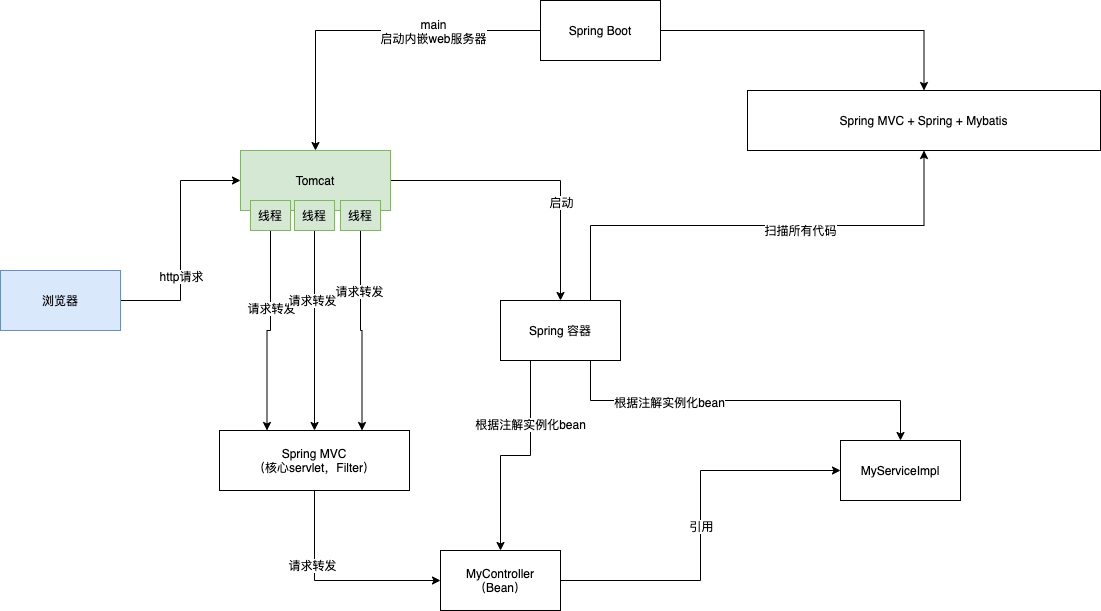 main
启动内嵌web服务器
Spring Boot
Spring MVC + Spring + Mybatis
Tomcat
线程
线程
线程
启动
扫描所有代码
http请求
浏览器
请求转发
请求转发
请求转发
Spring 容器
根据注解实例化bean
根据注解实例化bean
Spring MVC
（核心servlet，Filter）
MyServiceImpl
引用
请求转发
MyController
（Bean）